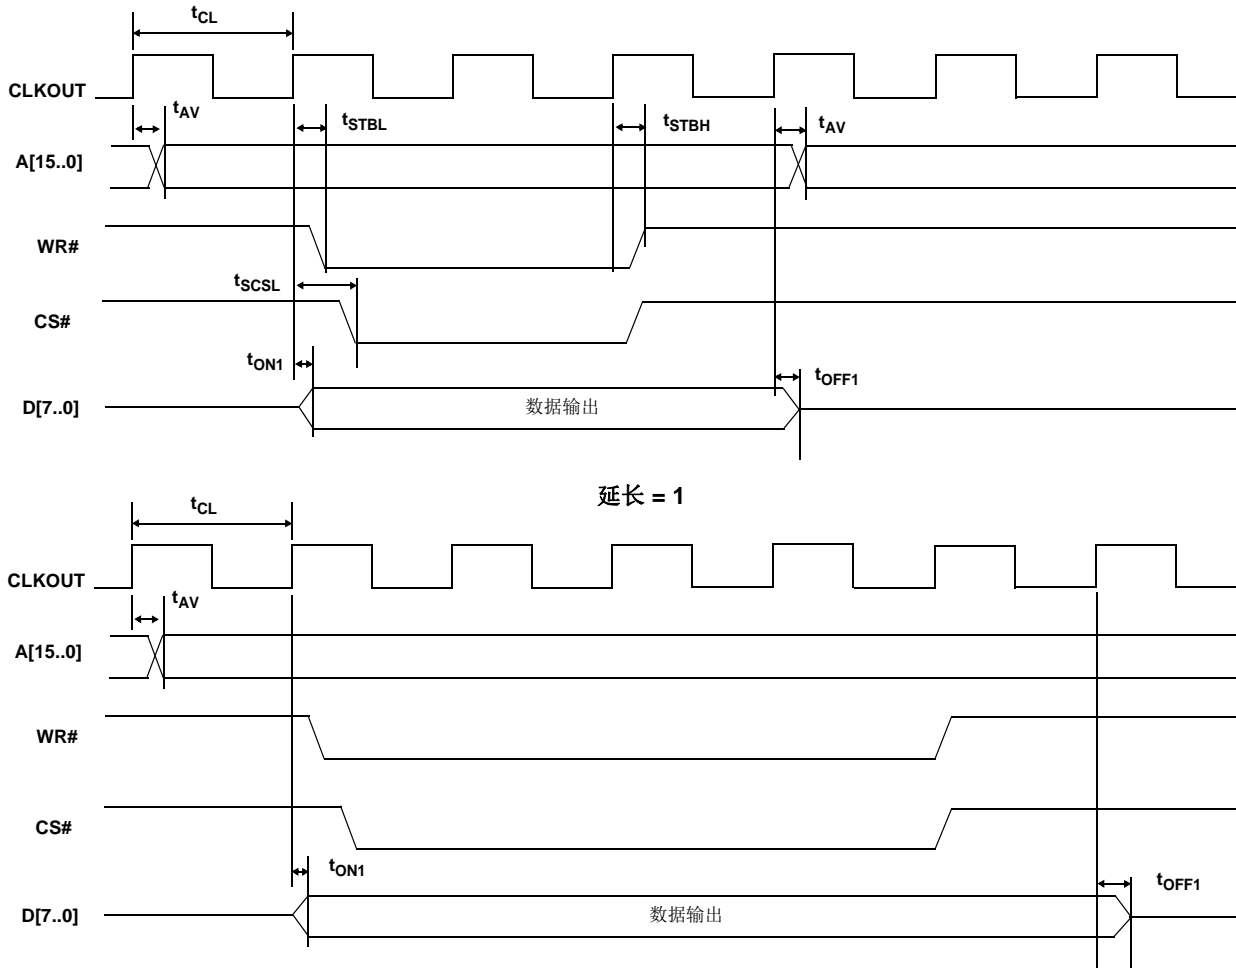 tCL
CLKOUT
tAV
tSTBL
tSTBH
tAV
A[15..0]
WR#
tSCSL
CS#
tON1
tOFF1
D[7..0]
数据输出
延长 = 1
tCL
CLKOUT
tAV
A[15..0]
WR#
CS#
tON1
tOFF1
D[7..0]
数据输出